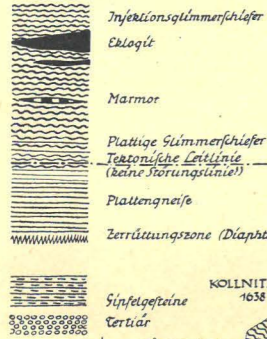 Injektionsglimmerschiefer
Eklogit
Marmor
Plattige Glimmerschiefer
Tektonische Leitlinie
(keine Störungslinie!)
Plattengneise
Zerrüttungszone (Diapht
KOLLNIT
1638
Gipfelgesteine
Tertiär